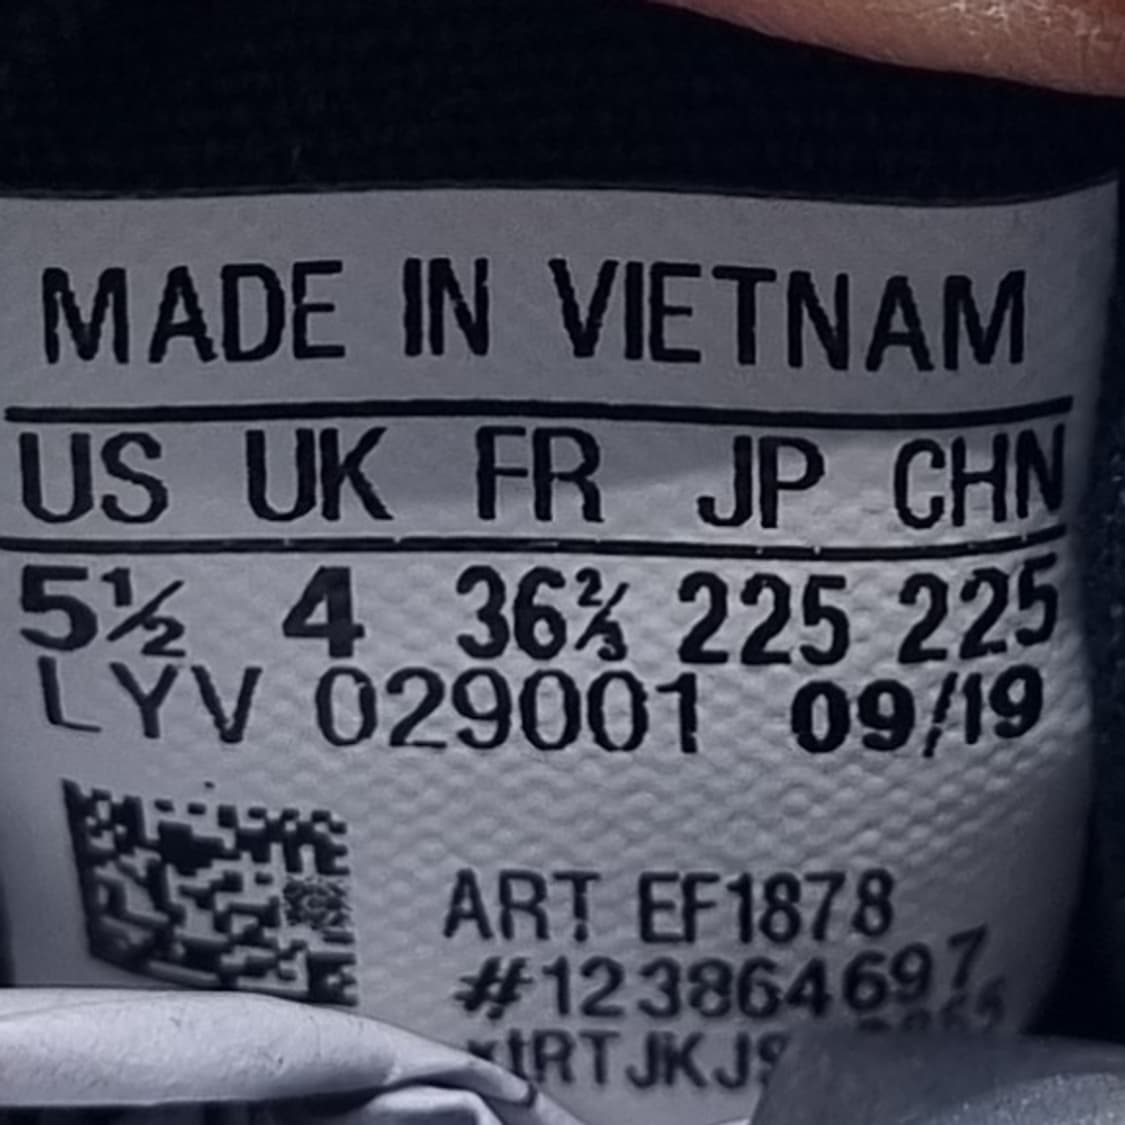 MADE IN VIETNAM
US UK FR JP CHN
5½ 4 36⅔ 225 225
LYV 029001 09/19
ART EF1878
#123864697